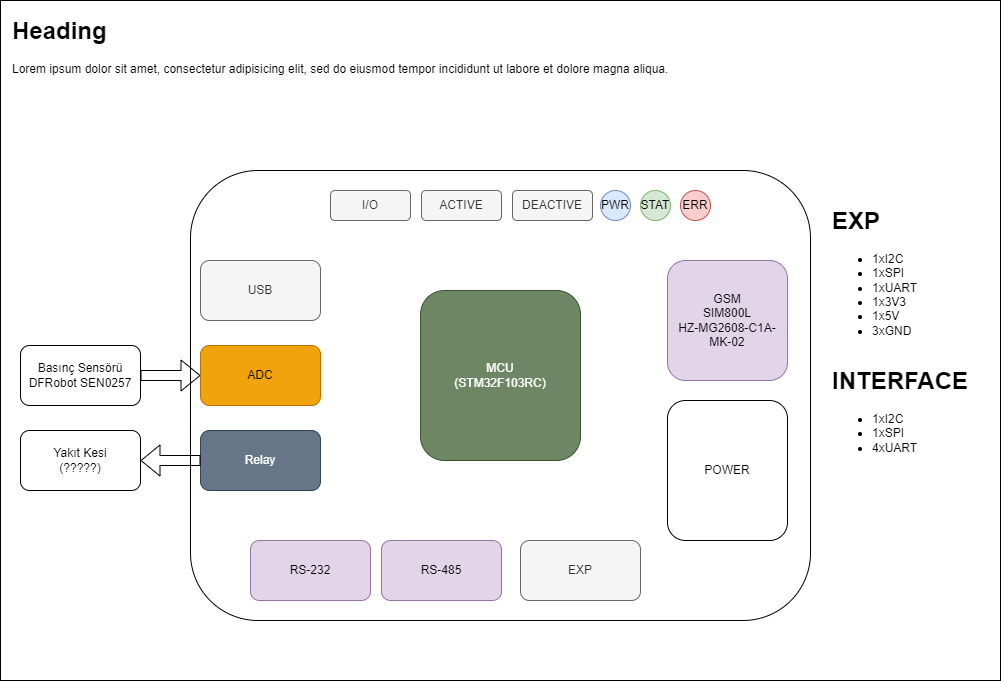 Heading
Lorem ipsum dolor sit amet, consectetur adipisicing elit, sed do eiusmod tempor incididunt ut labore et dolore magna aliqua.
I/O
ACTIVE
DEACTIVE
PWR
STAT
ERR
USB
ADC
Relay
Basınç Sensörü
DFRobot SEN0257
Yakıt Kesi
(?????)
MCU
(STM32F103RC)
GSM
SIM800L
HZ-MG2608-C1A-
MK-02
POWER
RS-232
RS-485
EXP
EXP
1xI2C
1xSPI
1xUART
1x3V3
1x5V
3xGND
INTERFACE
1xI2C
1xSPI
4xUART